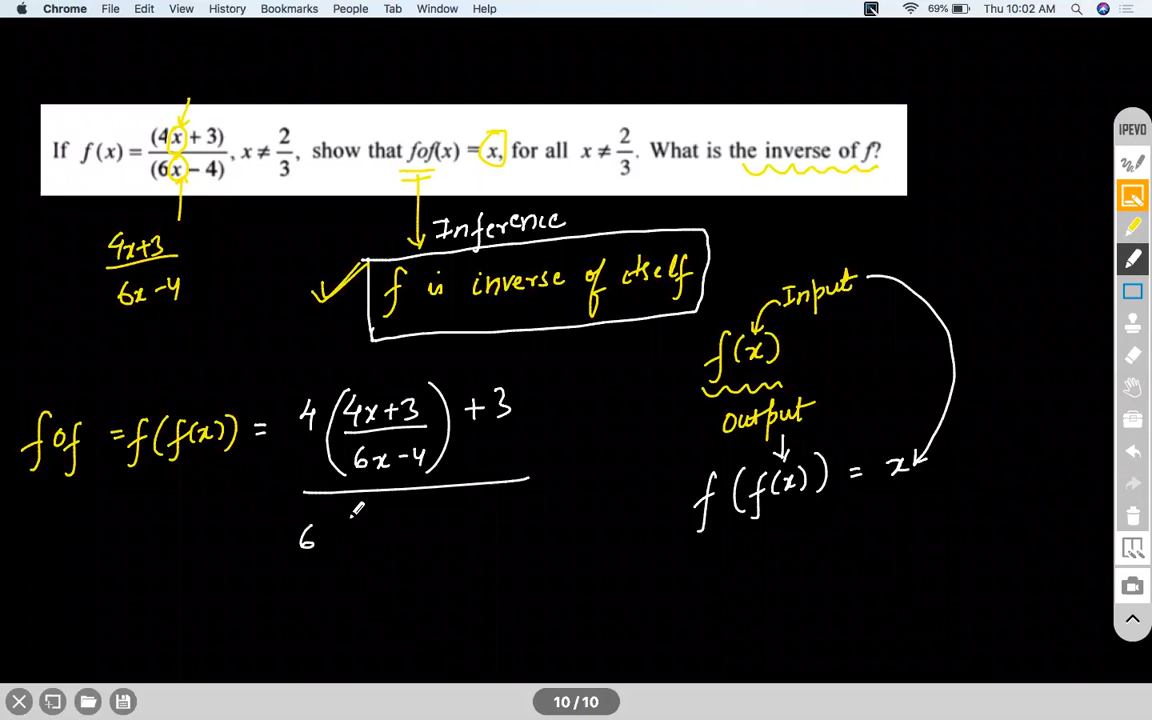 Chrome File Edit View History Bookmarks People Tab Window Help 69% Thu 10:02 AM
If f(x) = (4x + 3)/(6x − 4), x ≠ 2/3, show that fof(x) = x, for all x ≠ 2/3. What is the inverse of f?
Inference
4x+3
6x-4
f is inverse of itself
Input
f(x)
Output
f(f(x)) = x
fof = f(f(x)) = 4(4x+3/6x-4) + 3
6
IPEVO
10 / 10